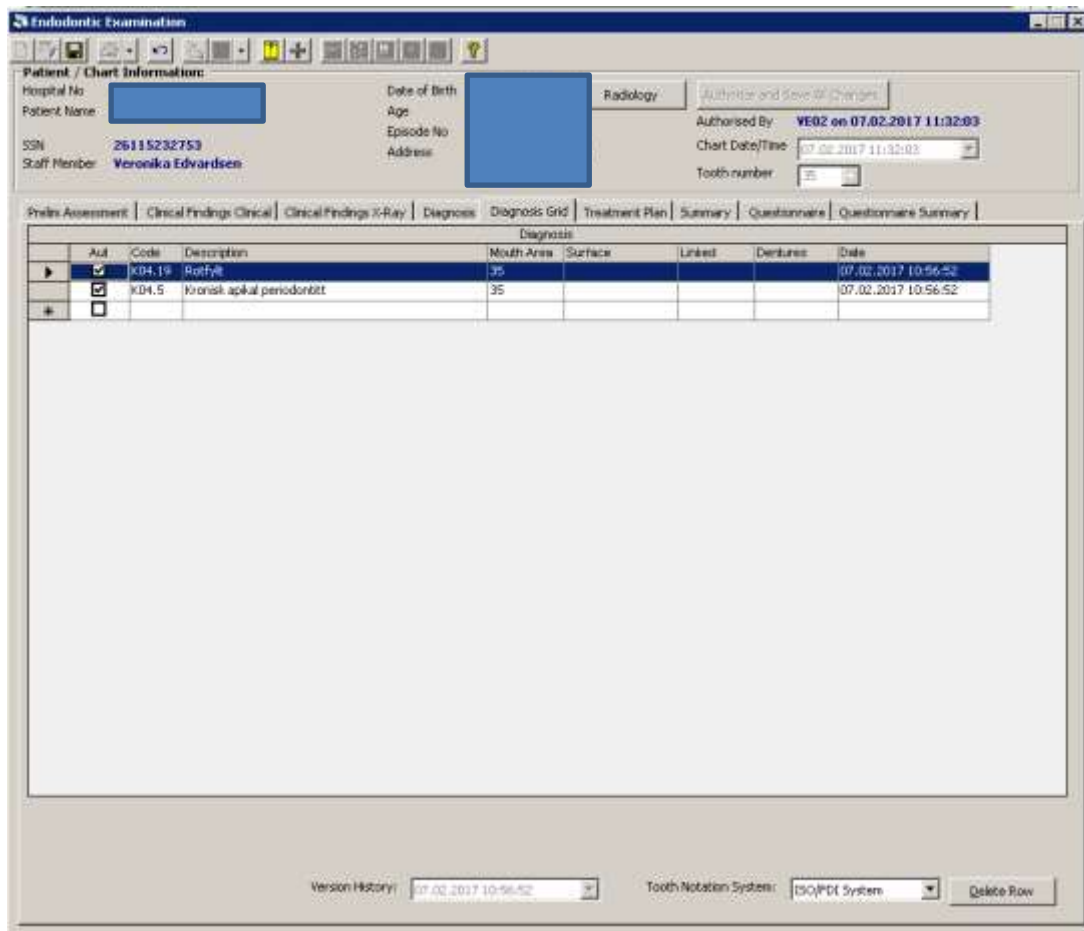 Endodontic Examination
Patient / Chart Information:
Hospital No
Patient Name
SSN 26115232753
Staff Member Veronika Edvardsen
Date of Birth
Age
Episode No
Address
Radiology
Authorize and Save All Changes
Authorised By VE02 on 07.02.2017 11:32:03
Chart Date/Time 07.02.2017 11:32:03
Tooth number 35
Prelim Assessment Clinical Findings Clinical Clinical Findings X-Ray Diagnosis Diagnosis Grid Treatment Plan Summary Questionnaire Questionnaire Summary
Diagnosis
Aut Code Description Mouth Area Surface Linked Dentures Date
K04.19 Rotfylt 35 07.02.2017 10:56:52
K04.5 Kronisk apikal periodontitt 35 07.02.2017 10:56:52
Version History: 07.02.2017 10:56:52
Tooth Notation System: ISO/FDI System
Delete Row